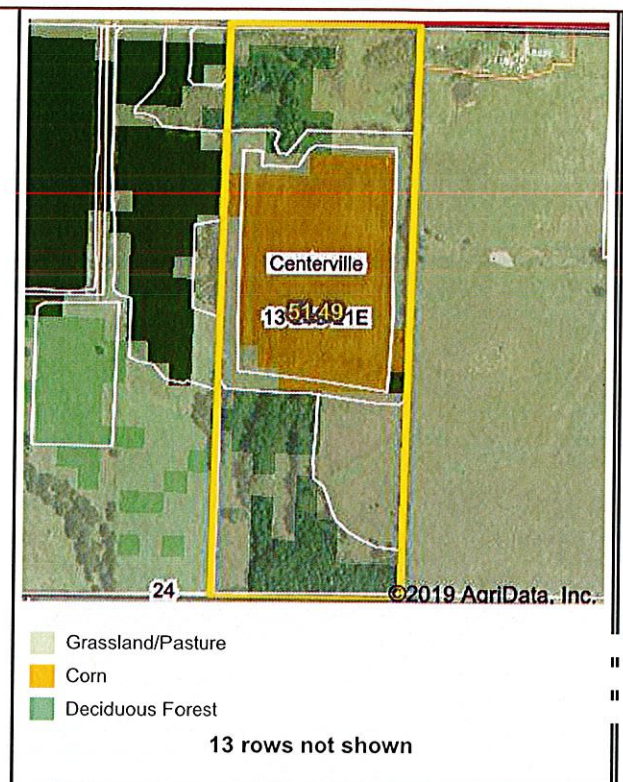 Centerville
51.49
24
©2019 AgriData, Inc.
Grassland/Pasture
Corn
Deciduous Forest
13 rows not shown